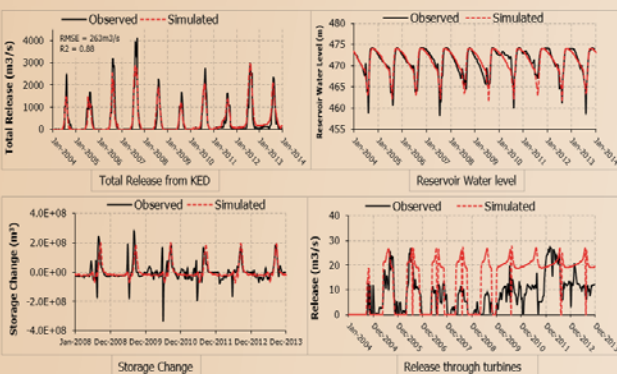 Observed Simulated
RMSE = 263m3/s
R2 = 0.88
Total Release (m3/s)
4000
3000
2000
1000
0
Jan-2004
Jan-2005
Jan-2006
Jan-2007
Jan-2008
Jan-2009
Jan-2010
Jan-2011
Jan-2012
Jan-2013
Jan-2014
Total Release from KED
Observed Simulated
Reservoir Water Level (m)
480
475
470
465
460
455
Jan-2004
Jan-2005
Jan-2006
Jan-2007
Jan-2008
Jan-2009
Jan-2010
Jan-2011
Jan-2012
Jan-2013
Jan-2014
Reservoir Water level
Observed Simulated
Storage Change (m³)
4.0E+08
2.0E+08
0.0E+00
-2.0E+08
-4.0E+08
Jan-2008
Dec-2008
Dec-2009
Dec-2010
Dec-2011
Dec-2012
Dec-2013
Storage Change
Observed Simulated
Release (m3/s)
40
30
20
10
0
Jan-2004
Dec-2004
Dec-2005
Dec-2006
Dec-2007
Dec-2008
Dec-2009
Dec-2010
Dec-2011
Dec-2012
Dec-2013
Release through turbines